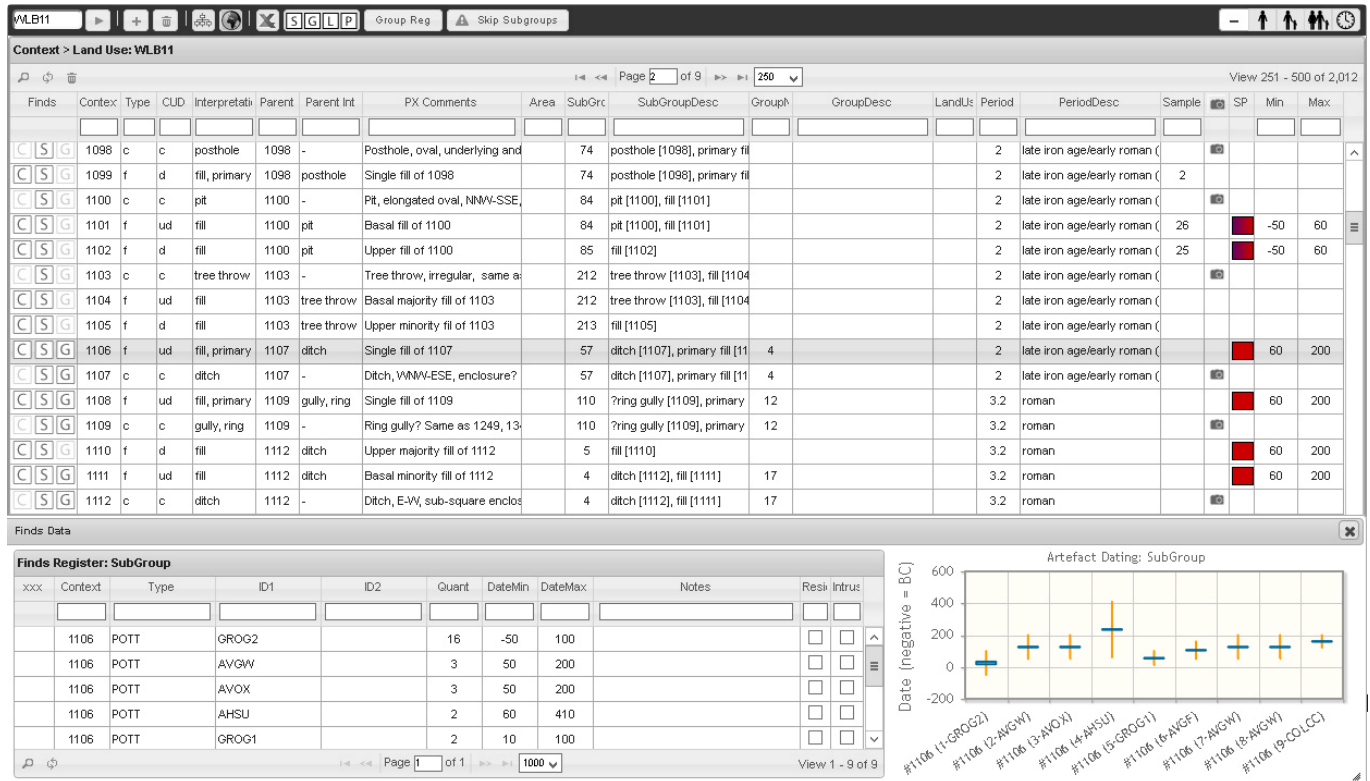 WLB11 S G L P Group Reg Skip Subgroups
Context > Land Use: WLB11
Page 2 of 9 250 View 251 - 500 of 2,012
Finds Contex Type CUD Interpretati Parent Parent Int PX Comments Area SubGrc SubGroupDesc GroupN GroupDesc LandUs Period PeriodDesc Sample SP Min Max
C S G 1098 c c posthole 1098 - Posthole, oval, underlying and 74 posthole [1098], primary fil 2 late iron age/early roman (
C S G 1099 f d fill, primary 1098 posthole Single fill of 1098 74 posthole [1098], primary fil 2 late iron age/early roman ( 2
C S G 1100 c c pit 1100 - Pit, elongated oval, NNW-SSE, 84 pit [1100], fill [1101] 2 late iron age/early roman (
C S G 1101 f ud fill 1100 pit Basal fill of 1100 84 pit [1100], fill [1101] 2 late iron age/early roman ( 26 -50 60
C S G 1102 f d fill 1100 pit Upper fill of 1100 85 fill [1102] 2 late iron age/early roman ( 25 -50 60
C S G 1103 c c tree throw 1103 - Tree throw, irregular, same a 212 tree throw [1103], fill [1104 2 late iron age/early roman (
C S G 1104 f ud fill 1103 tree throw Basal majority fill of 1103 212 tree throw [1103], fill [1104 2 late iron age/early roman (
C S G 1105 f d fill 1103 tree throw Upper minority fil of 1103 213 fill [1105] 2 late iron age/early roman (
C S G 1106 f ud fill, primary 1107 ditch Single fill of 1107 57 ditch [1107], primary fill [11 4 2 late iron age/early roman ( 60 200
C S G 1107 c c ditch 1107 - Ditch, WNW-ESE, enclosure? 57 ditch [1107], primary fill [11 4 2 late iron age/early roman (
C S G 1108 f ud fill, primary 1109 gully, ring Single fill of 1109 110 ?ring gully [1109], primary 12 3.2 roman 60 200
C S G 1109 c c gully, ring 1109 - Ring gully? Same as 1249, 13 110 ?ring gully [1109], primary 12 3.2 roman
C S G 1110 f d fill 1112 ditch Upper majority fill of 1112 5 fill [1110] 3.2 roman 60 200
C S G 1111 f ud fill 1112 ditch Basal minority fill of 1112 4 ditch [1112], fill [1111] 17 3.2 roman 60 200
C S G 1112 c c ditch 1112 - Ditch, E-W, sub-square enclos 4 ditch [1112], fill [1111] 17 3.2 roman
Finds Data
Finds Register: SubGroup
xxx Context Type ID1 ID2 Quant DateMin DateMax Notes Resi Intrus
1106 POTT GROG2 16 -50 100
1106 POTT AVGW 3 50 200
1106 POTT AVOX 3 50 200
1106 POTT AHSU 2 60 410
1106 POTT GROG1 2 10 100
Page 1 of 1 1000 View 1 - 9 of 9
Artefact Dating: SubGroup
Date (negative = BC)
600
400
200
0
-200
#1106 (1-GROG2) #1106 (2-AVGW) #1106 (3-AVOX) #1106 (4-AHSU) #1106 (5-GROG1) #1106 (6-AVGF) #1106 (7-AVGW) #1106 (8-AVGW) #1106 (9-COLCC)